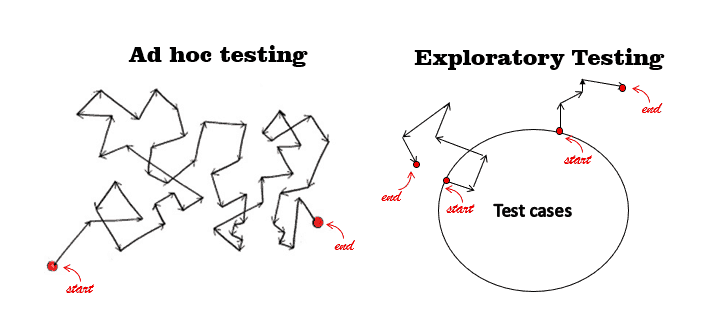 Ad hoc testing
start
end
Exploratory Testing
end
start
end
start
Test cases